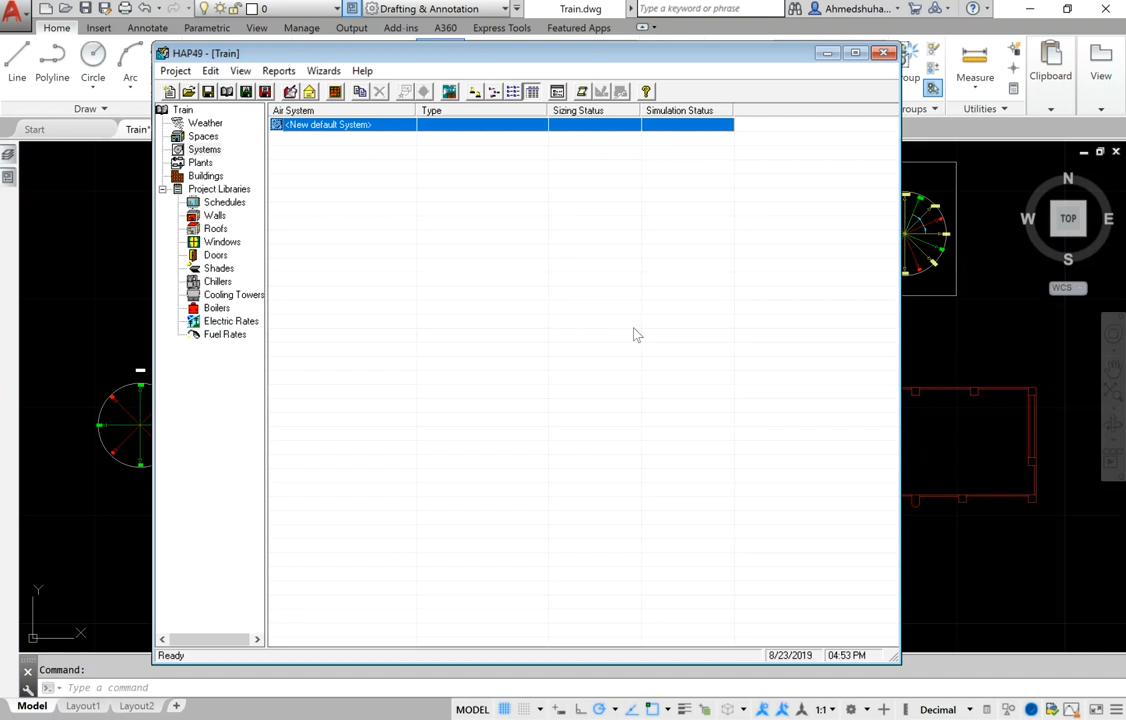 0
Drafting & Annotation
Train.dwg
Type a keyword or phrase
Ahmedshuha...
Home
Insert
Annotate
Parametric
View
Manage
Output
Add-ins
A360
Express Tools
Featured Apps
Line
Polyline
Circle
Arc
Measure
Clipboard
View
Draw
Utilities
Start
Train*
HAP49 - [Train]
Project
Edit
View
Reports
Wizards
Help
Train
Weather
Spaces
Systems
Plants
Buildings
Project Libraries
Schedules
Walls
Roofs
Windows
Doors
Shades
Chillers
Cooling Towers
Boilers
Electric Rates
Fuel Rates
Air System
Type
Sizing Status
Simulation Status
<New default System>
Ready
8/23/2019
04:53 PM
N
W
TOP
E
S
WCS
Y
X
Command:
Type a command
Model
Layout1
Layout2
MODEL
1:1
Decimal